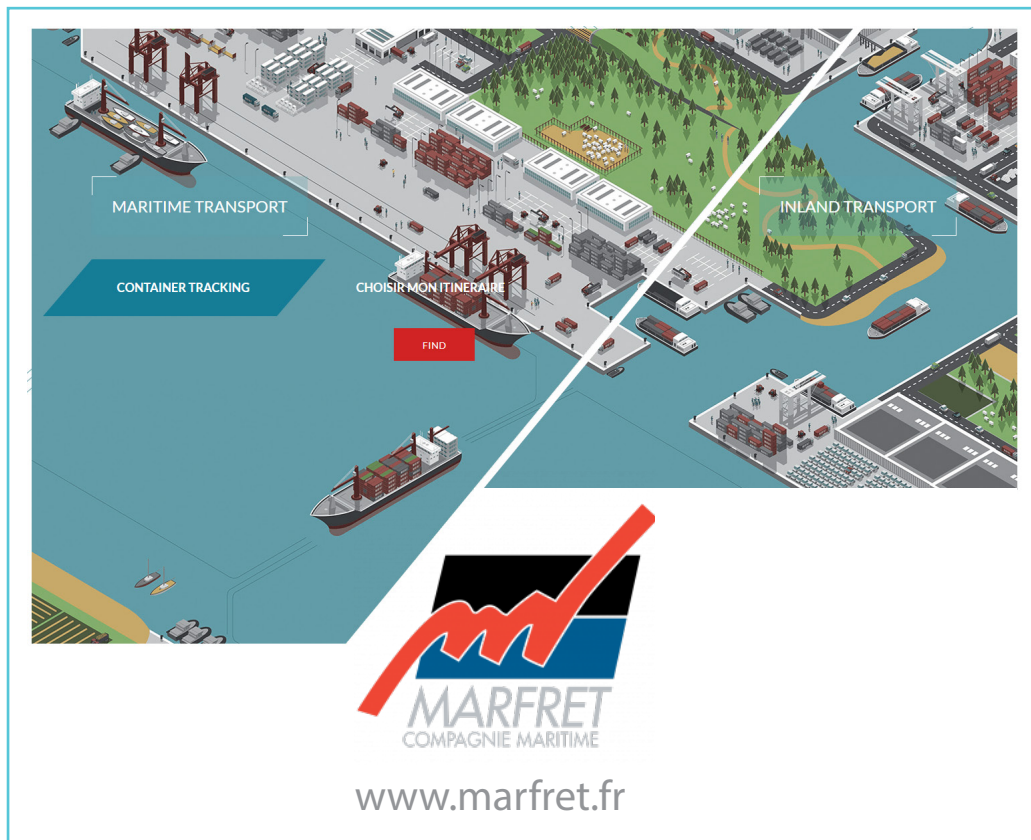 MARITIME TRANSPORT
INLAND TRANSPORT
CONTAINER TRACKING
CHOISIR MON ITINERAIRE
FIND
MARFRET
COMPAGNIE MARITIME
www.marfret.fr